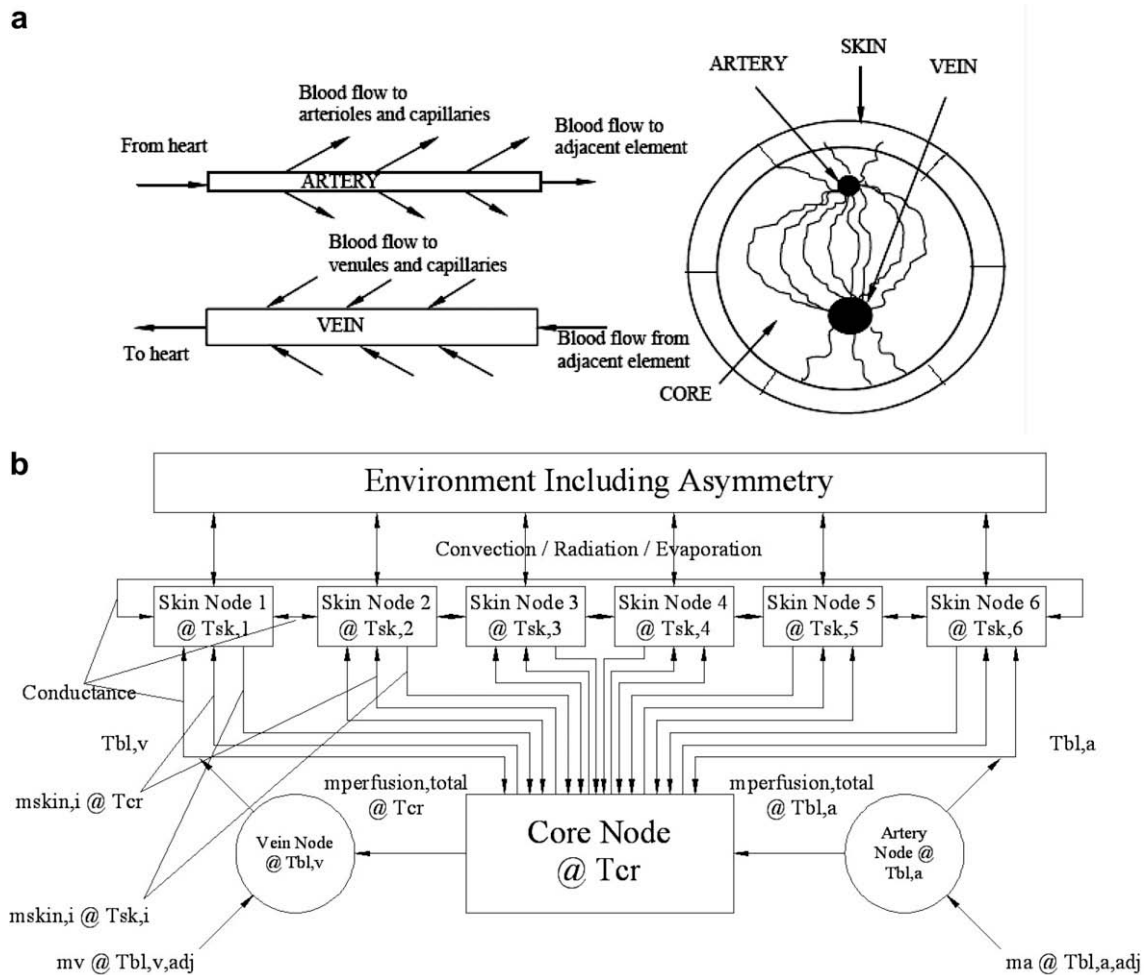 a
Blood flow to
arterioles and capillaries
From heart
ARTERY
Blood flow to
adjacent element
Blood flow to
venules and capillaries
VEIN
To heart
Blood flow from
adjacent element
SKIN
ARTERY
VEIN
CORE
b
Environment Including Asymmetry
Convection / Radiation / Evaporation
Skin Node 1
@ Tsk,1
Skin Node 2
@ Tsk,2
Skin Node 3
@ Tsk,3
Skin Node 4
@ Tsk,4
Skin Node 5
@ Tsk,5
Skin Node 6
@ Tsk,6
Conductance
Tbl,v
Tbl,a
mskin,i @ Tcr
mperfusion,total
@ Tcr
mperfusion,total
@ Tbl,a
Vein Node
@ Tbl,v
Core Node
@ Tcr
Artery
Node @
Tbl,a
mskin,i @ Tsk,i
mv @ Tbl,v,adj
ma @ Tbl,a,adj